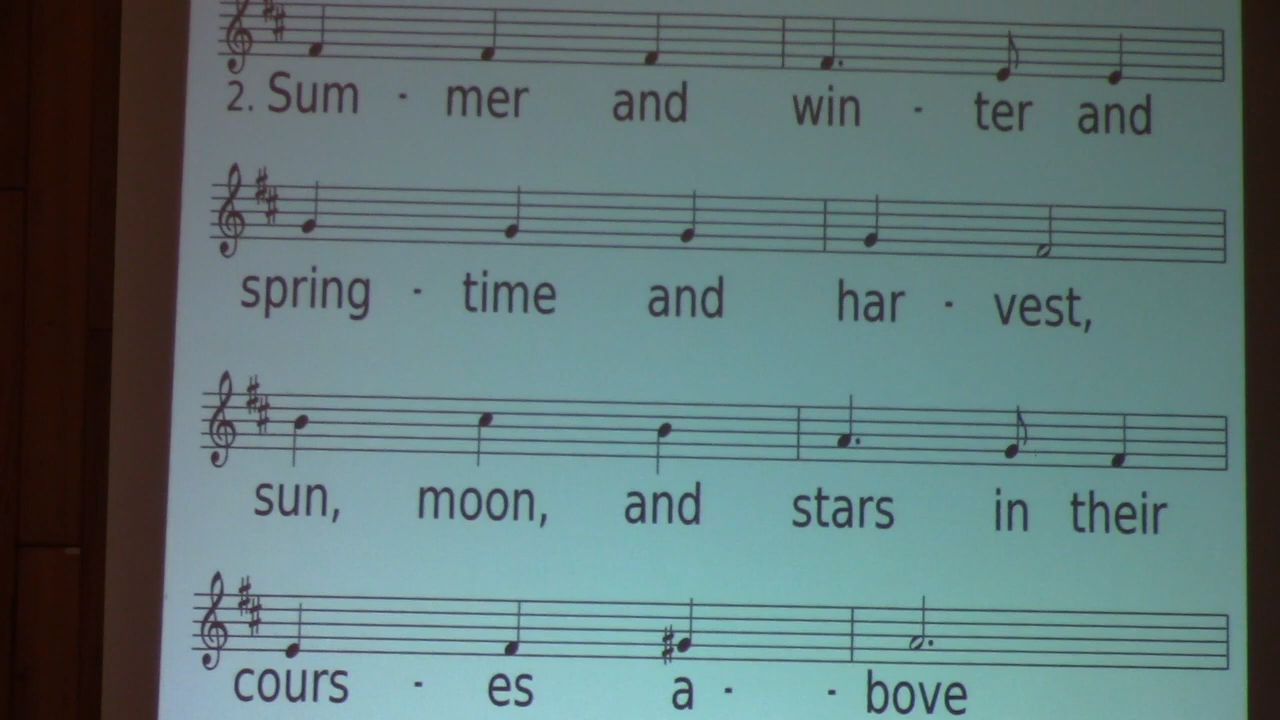 2. Sum - mer and win - ter and
spring - time and har - vest,
sun, moon, and stars in their
cours - es a - - bove